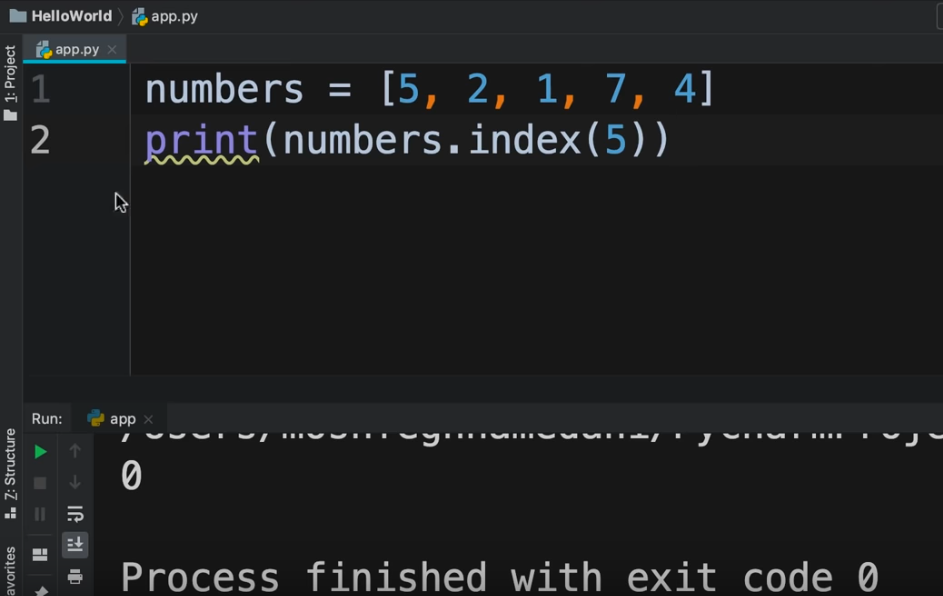 HelloWorld app.py
1: Project
app.py
1 numbers = [5, 2, 1, 7, 4]
2 print(numbers.index(5))
Run: app
0
Process finished with exit code 0
Z: Structure